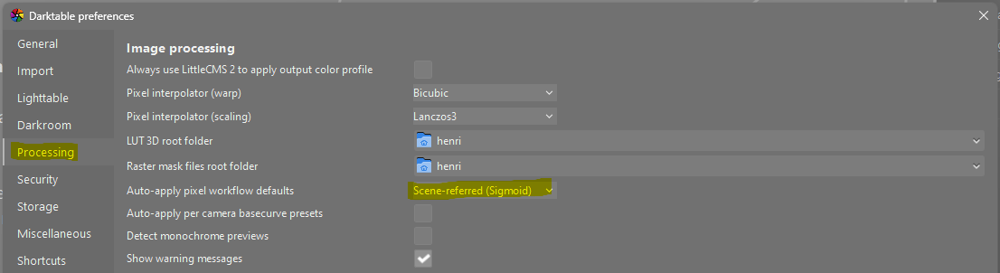 Darktable preferences
General
Import
Lighttable
Darkroom
Processing
Security
Storage
Miscellaneous
Shortcuts
Image processing
Always use LittleCMS 2 to apply output color profile
Pixel interpolator (warp) Bicubic
Pixel interpolator (scaling) Lanczos3
LUT 3D root folder henri
Raster mask files root folder henri
Auto-apply pixel workflow defaults Scene-referred (Sigmoid)
Auto-apply per camera basecurve presets
Detect monochrome previews
Show warning messages